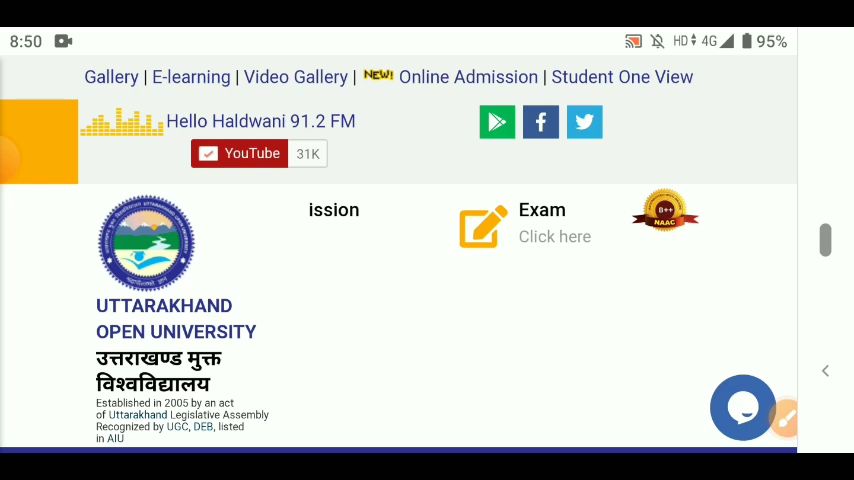 8:50 HD 4G 95%
Gallery | E-learning | Video Gallery | NEW! Online Admission | Student One View
Hello Haldwani 91.2 FM
YouTube 31K
ission
Exam
Click here
B++
NAAC
UTTARAKHAND
OPEN UNIVERSITY
उत्तराखण्ड मुक्त
विश्वविद्यालय
Established in 2005 by an act
of Uttarakhand Legislative Assembly
Recognized by UGC, DEB, listed
in AIU